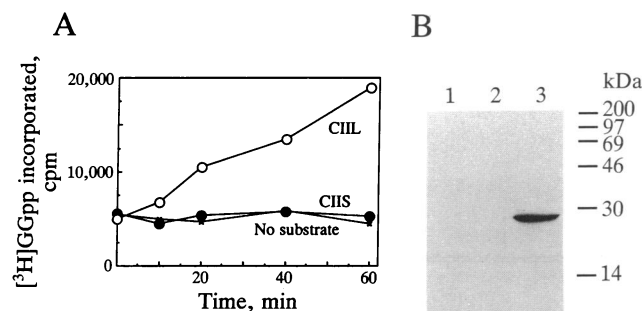 A
[³H]GGpp incorporated,
cpm
20,000
10,000
0
CIIL
CIIS
No substrate
0
20
40
60
Time, min
B
kDa
1 2 3
200
97
69
46
30
14